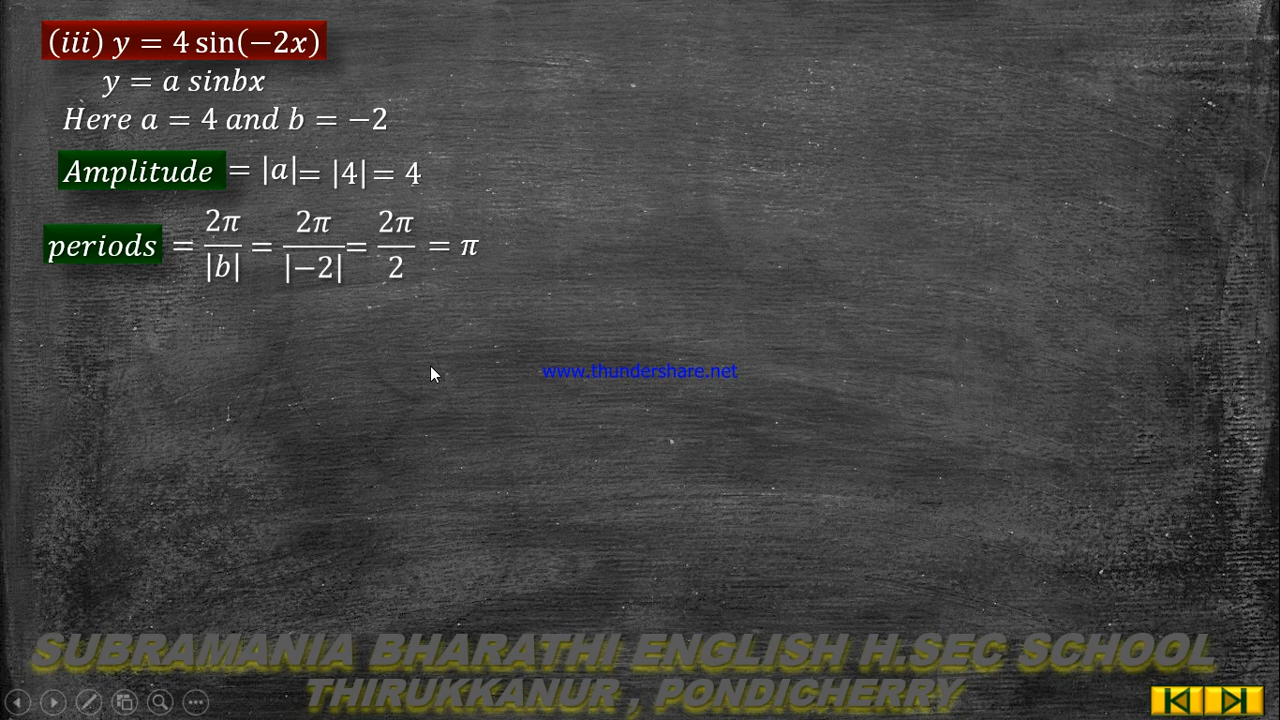 (iii) y = 4 sin(−2x)
y = a sinbx
Here a = 4 and b = −2
Amplitude = |a| = |4| = 4
periods = 2π/|b| = 2π/|−2| = 2π/2 = π
www.thundershare.net
SUBRAMANIA BHARATHI ENGLISH H.SEC SCHOOL
THIRUKKANUR , PONDICHERRY